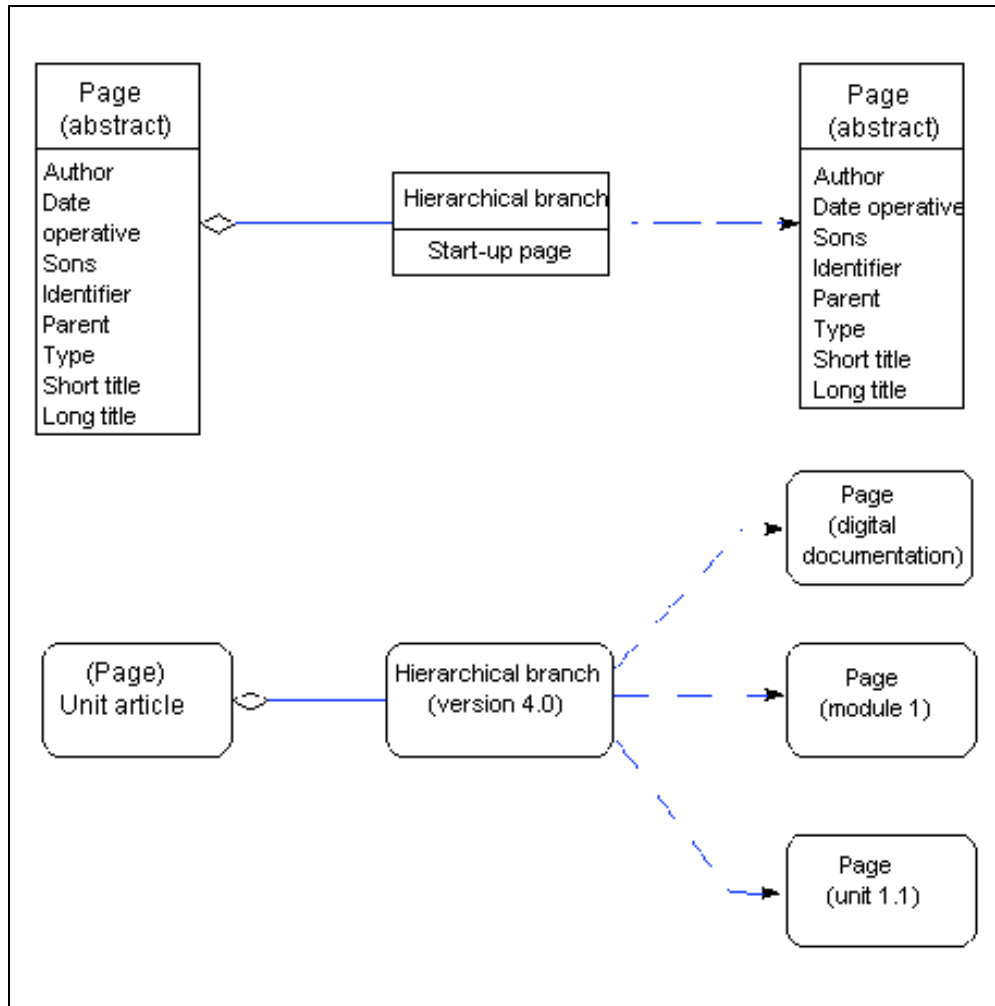 Page
(abstract)
Author
Date
operative
Sons
Identifier
Parent
Type
Short title
Long title
Hierarchical branch
Start-up page
Page
(abstract)
Author
Date operative
Sons
Identifier
Parent
Type
Short title
Long title
(Page)
Unit article
Hierarchical branch
(version 4.0)
Page
(digital
documentation)
Page
(module 1)
Page
(unit 1.1)